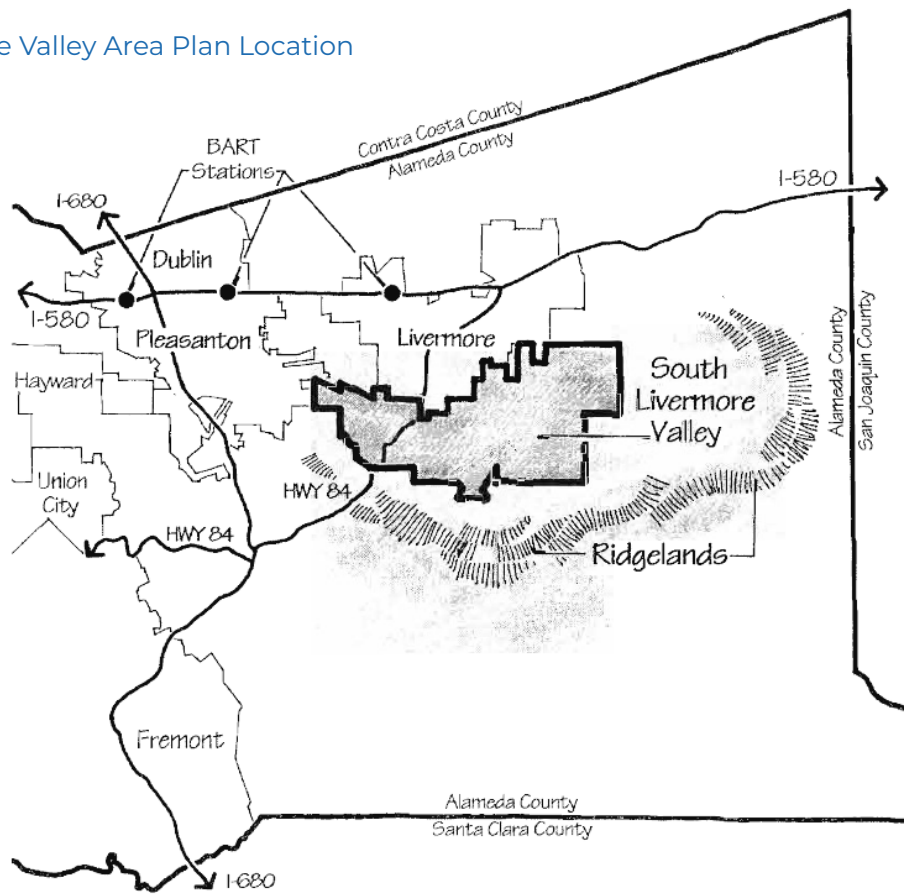 e Valley Area Plan Location
Contra Costa County
Alameda County
BART
Stations
I-680
I-580
Dublin
I-580
Pleasanton
Livermore
Hayward
South
Livermore
Valley
Alameda County
San Joaquin County
Union
City
HWY 84
HWY 84
Ridgelands
Fremont
Alameda County
Santa Clara County
I-680